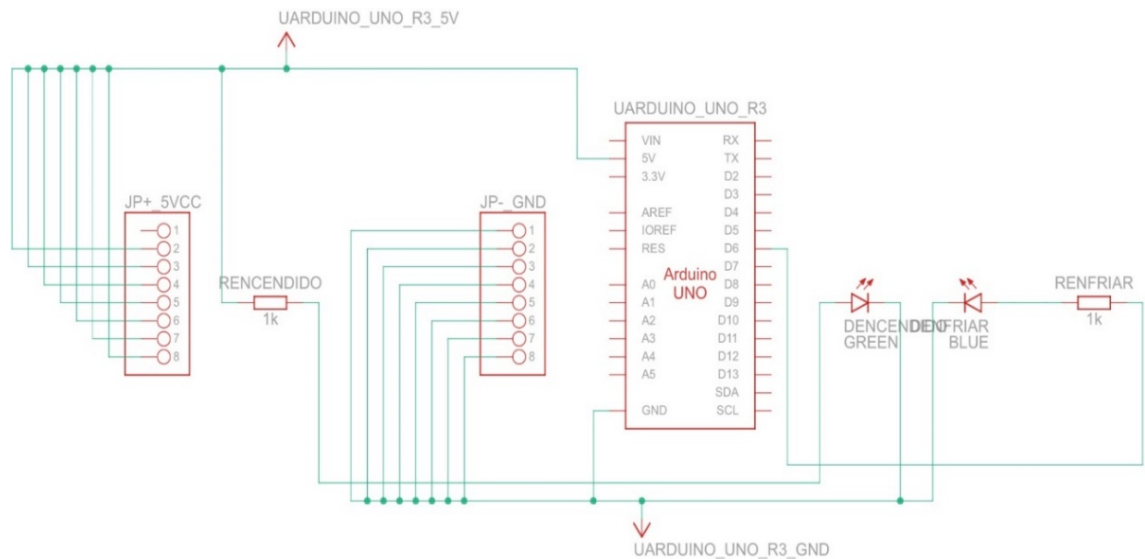 UARDUINO_UNO_R3_5V
UARDUINO_UNO_R3
VIN
5V
3.3V
AREF
IOREF
RES
A0
A1
A2
A3
A4
A5
GND
Arduino
UNO
RX
TX
D2
D3
D4
D5
D6
D7
D8
D9
D10
D11
D12
D13
SDA
SCL
JP+_5VCC
1
2
3
4
5
6
7
8
RENCENDIDO
1k
JP-_GND
1
2
3
4
5
6
7
8
GREEN
DENFRIAR
BLUE
RENFRIAR
1k
UARDUINO_UNO_R3_GND